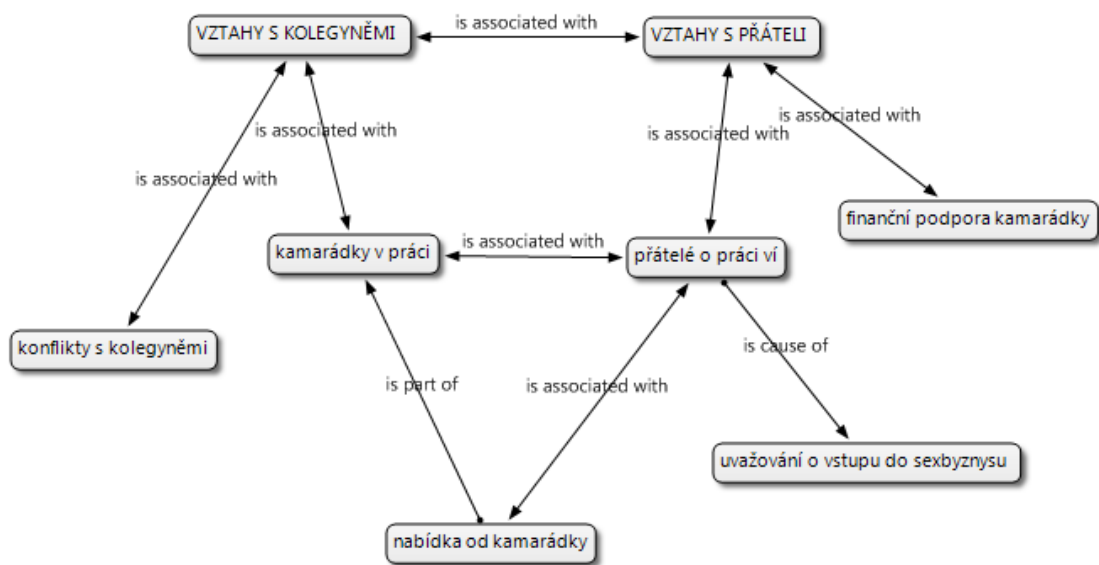 is associated with
VZTAHY S KOLEGYNĚMI
VZTAHY S PŘÁTELI
is associated with
is associated with
is associated with
is associated with
finanční podpora kamarádky
is associated with
kamarádky v práci
přátelé o práci ví
konflikty s kolegyněmi
is cause of
is part of
is associated with
uvažování o vstupu do sexbyznysu
nabídka od kamarádky